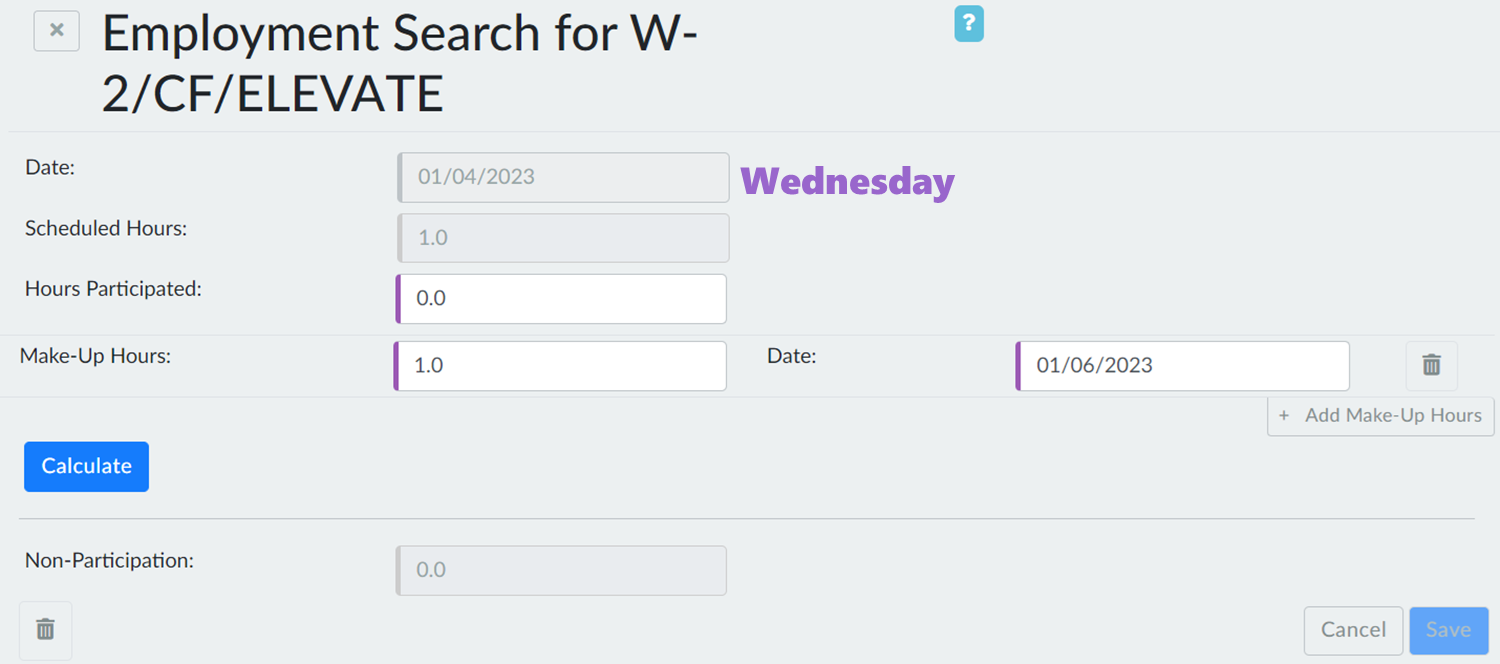 ×
Employment Search for W-
2/CF/ELEVATE
?
Date:
01/04/2023
Wednesday
Scheduled Hours:
1.0
Hours Participated:
0.0
Make-Up Hours:
1.0
Date:
01/06/2023
+ Add Make-Up Hours
Calculate
Non-Participation:
0.0
Cancel
Save